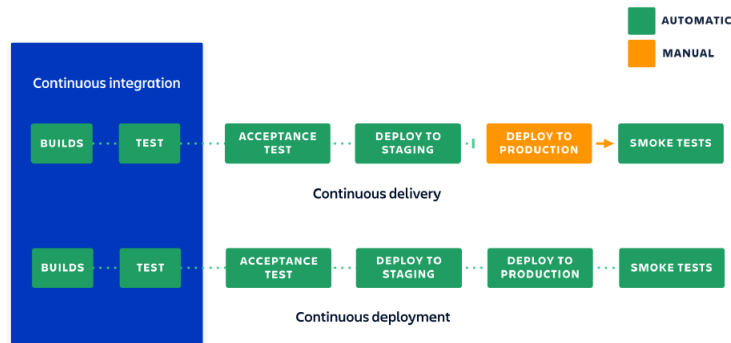 AUTOMATIC
MANUAL
Continuous integration
BUILDS
TEST
ACCEPTANCE
TEST
DEPLOY TO
STAGING
DEPLOY TO
PRODUCTION
SMOKE TESTS
Continuous delivery
BUILDS
TEST
ACCEPTANCE
TEST
DEPLOY TO
STAGING
DEPLOY TO
PRODUCTION
SMOKE TESTS
Continuous deployment